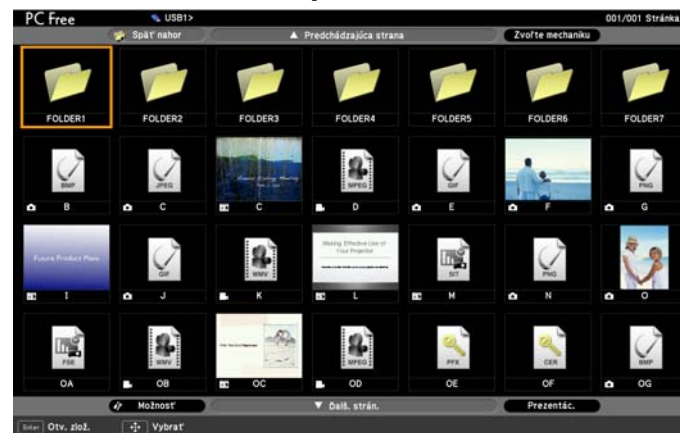 PC Free USB1> 001/001 Stránka
Späť nahor ▲ Predchádzajúca strana Zvoľte mechaniku
FOLDER1 FOLDER2 FOLDER3 FOLDER4 FOLDER5 FOLDER6 FOLDER7
BMP JPEG MPEG GIF PNG
B C C D E F G
Future Product Plans GIF WMV Making Effective Use of
Your Projector SIT PNG
I J K L M N O
FSE WMV MPEG PFX CER BMP
OA OB OC OD OE OF OG
Možnosť ▼ Ďalš. strán. Prezentác.
Enter Otv. zlož. Vybrať